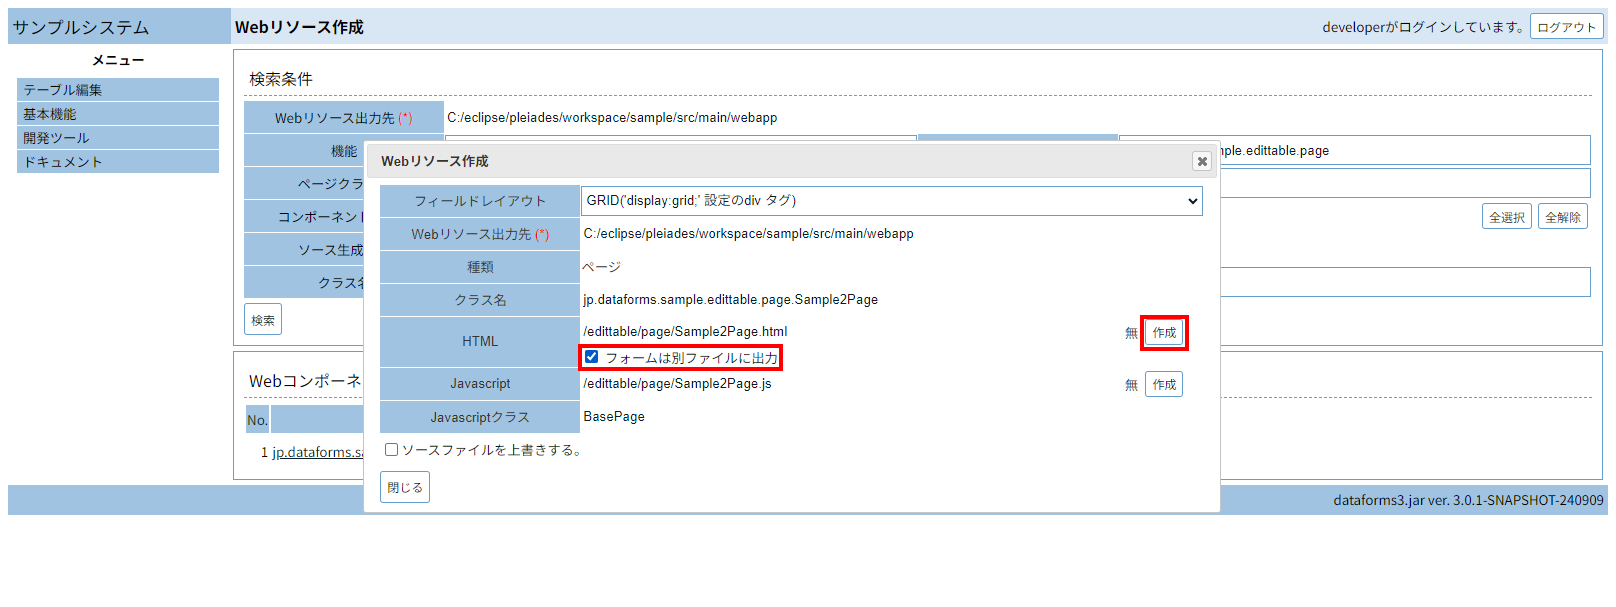 サンプルシステム
Webリソース作成
developerがログインしています。 ログアウト
メニュー
テーブル編集
基本機能
開発ツール
ドキュメント
検索条件
Webリソース出力先 (*) C:/eclipse/pleiades/workspace/sample/src/main/webapp
機能
ple.edittable.page
ページクラ
コンポーネント
全選択 全解除
ソース生成
クラス名
検索
Webコンポーネ
No.
1 jp.dataforms.sa
Webリソース作成
フィールドレイアウト GRID('display:grid;' 設定のdiv タグ)
Webリソース出力先 (*) C:/eclipse/pleiades/workspace/sample/src/main/webapp
種類 ページ
クラス名 jp.dataforms.sample.edittable.page.Sample2Page
HTML /edittable/page/Sample2Page.html 無 作成
フォームは別ファイルに出力
Javascript /edittable/page/Sample2Page.js 無 作成
Javascriptクラス BasePage
ソースファイルを上書きする。
閉じる
dataforms3.jar ver. 3.0.1-SNAPSHOT-240909